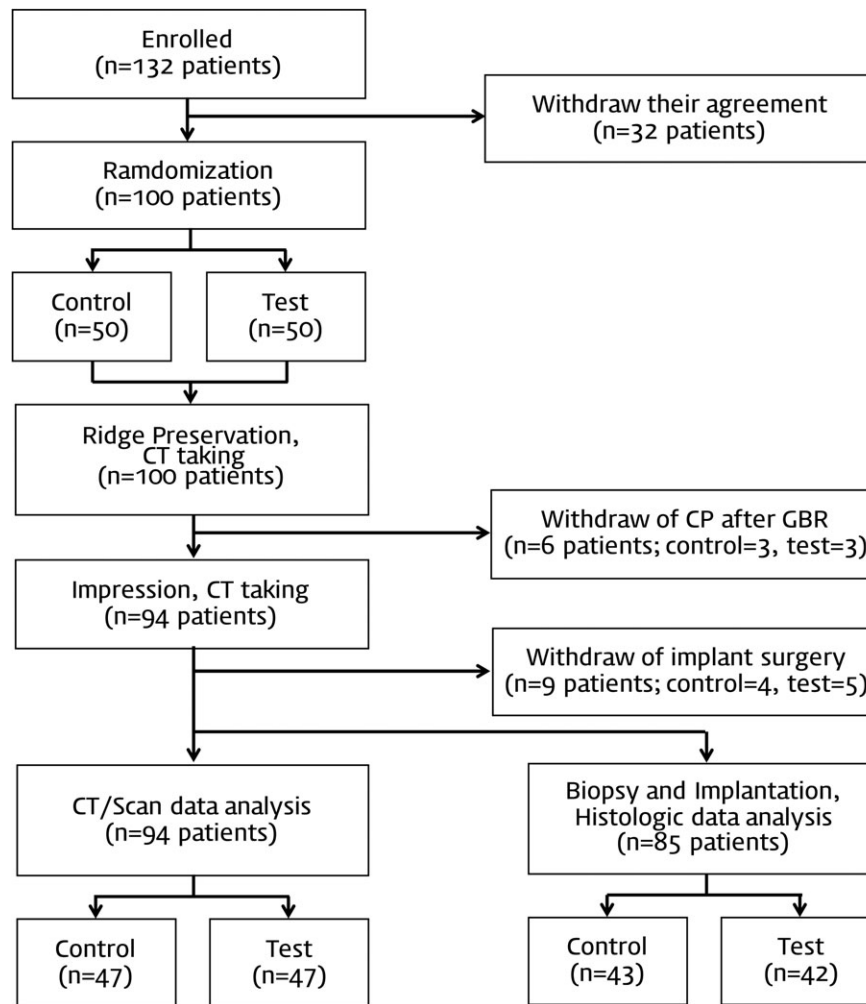 Enrolled
(n=132 patients)
Withdraw their agreement
(n=32 patients)
Ramdomization
(n=100 patients)
Control
(n=50)
Test
(n=50)
Ridge Preservation,
CT taking
(n=100 patients)
Withdraw of CP after GBR
(n=6 patients; control=3, test=3)
Impression, CT taking
(n=94 patients)
Withdraw of implant surgery
(n=9 patients; control=4, test=5)
CT/Scan data analysis
(n=94 patients)
Biopsy and Implantation,
Histologic data analysis
(n=85 patients)
Control
(n=47)
Test
(n=47)
Control
(n=43)
Test
(n=42)